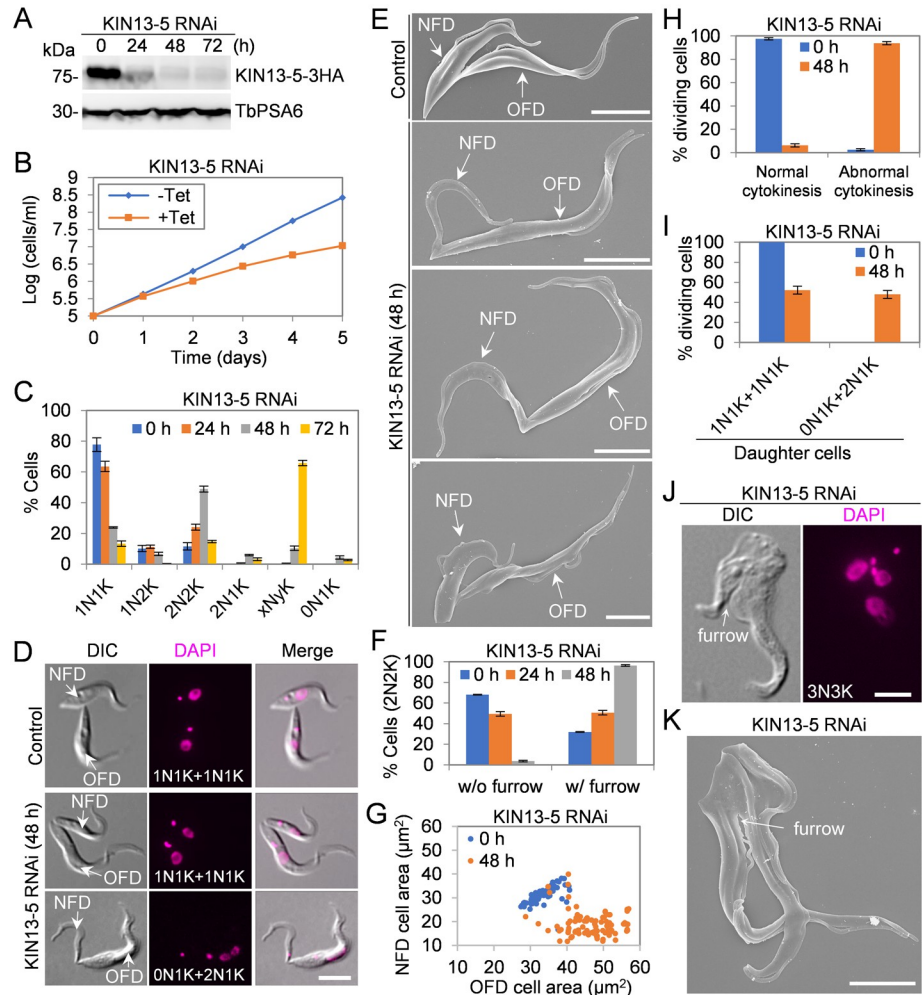 A
KIN13-5 RNAi
kDa 0 24 48 72 (h)
75- KIN13-5-3HA
30- TbPSA6
B
KIN13-5 RNAi
Log (cells/ml)
9
8.5
8
7.5
7
6.5
6
5.5
5
-Tet
+Tet
0 1 2 3 4 5
Time (days)
C
KIN13-5 RNAi
% Cells
100
80
60
40
20
0
0 h 24 h 48 h 72 h
1N1K 1N2K 2N2K 2N1K xNyK 0N1K
D
DIC DAPI Merge
Control
NFD
OFD
1N1K+1N1K
KIN13-5 RNAi (48 h)
NFD
OFD
1N1K+1N1K
NFD
OFD
0N1K+2N1K
E
Control
NFD
OFD
KIN13-5 RNAi (48 h)
NFD
OFD
NFD
OFD
NFD
OFD
F
KIN13-5 RNAi
% Cells (2N2K)
100
80
60
40
20
0
0 h 24 h 48 h
w/o furrow w/ furrow
G
KIN13-5 RNAi
NFD cell area (µm²)
60
50
40
30
20
10
0 h
48 h
10 20 30 40 50 60
OFD cell area (µm²)
H
KIN13-5 RNAi
% dividing cells
100
80
60
40
20
0
0 h
48 h
Normal cytokinesis
Abnormal cytokinesis
I
KIN13-5 RNAi
% dividing cells
100
80
60
40
20
0
0 h
48 h
1N1K+1N1K
0N1K+2N1K
Daughter cells
J
KIN13-5 RNAi
DIC DAPI
furrow
3N3K
K
KIN13-5 RNAi
furrow